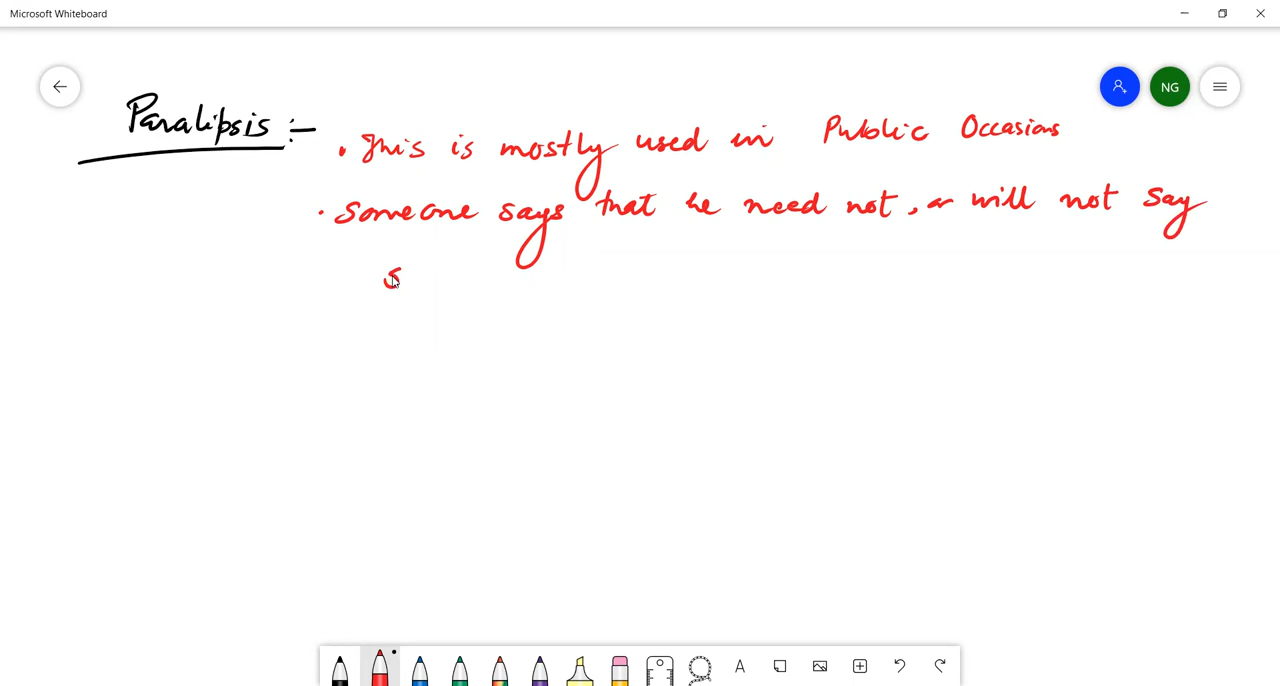 Microsoft Whiteboard
NG
Paralipsis :-
• This is mostly used in Public Occasions
• Someone says that he need not, or will not say
s
A